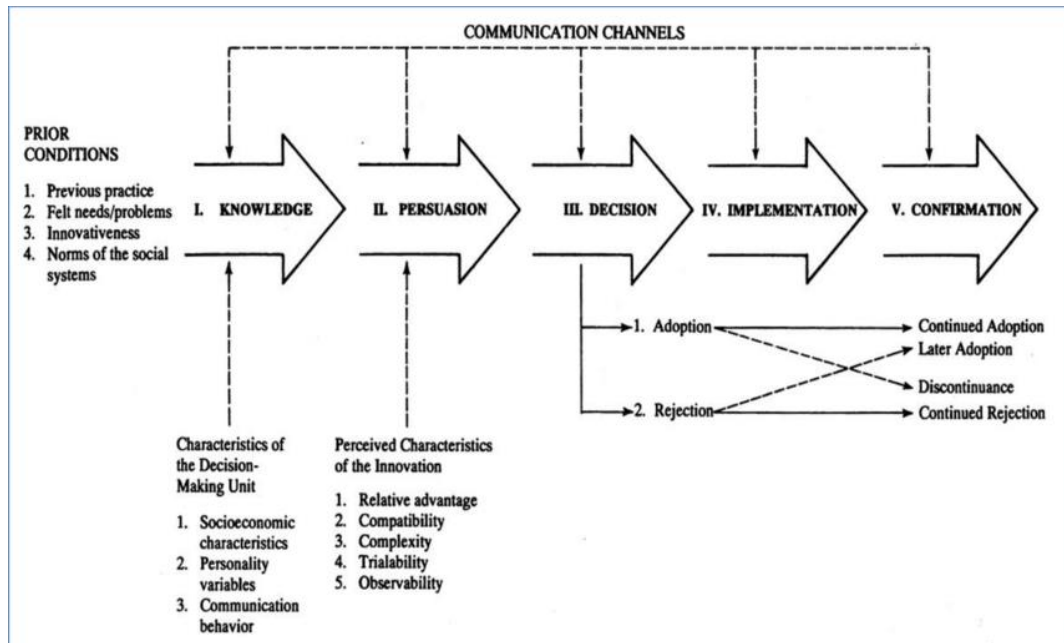 COMMUNICATION CHANNELS
PRIOR
CONDITIONS
1. Previous practice
2. Felt needs/problems
3. Innovativeness
4. Norms of the social
systems
I. KNOWLEDGE
II. PERSUASION
III. DECISION
IV. IMPLEMENTATION
V. CONFIRMATION
1. Adoption
2. Rejection
Continued Adoption
Later Adoption
Discontinuance
Continued Rejection
Characteristics of
the Decision-
Making Unit
1. Socioeconomic
characteristics
2. Personality
variables
3. Communication
behavior
Perceived Characteristics
of the Innovation
1. Relative advantage
2. Compatibility
3. Complexity
4. Trialability
5. Observability